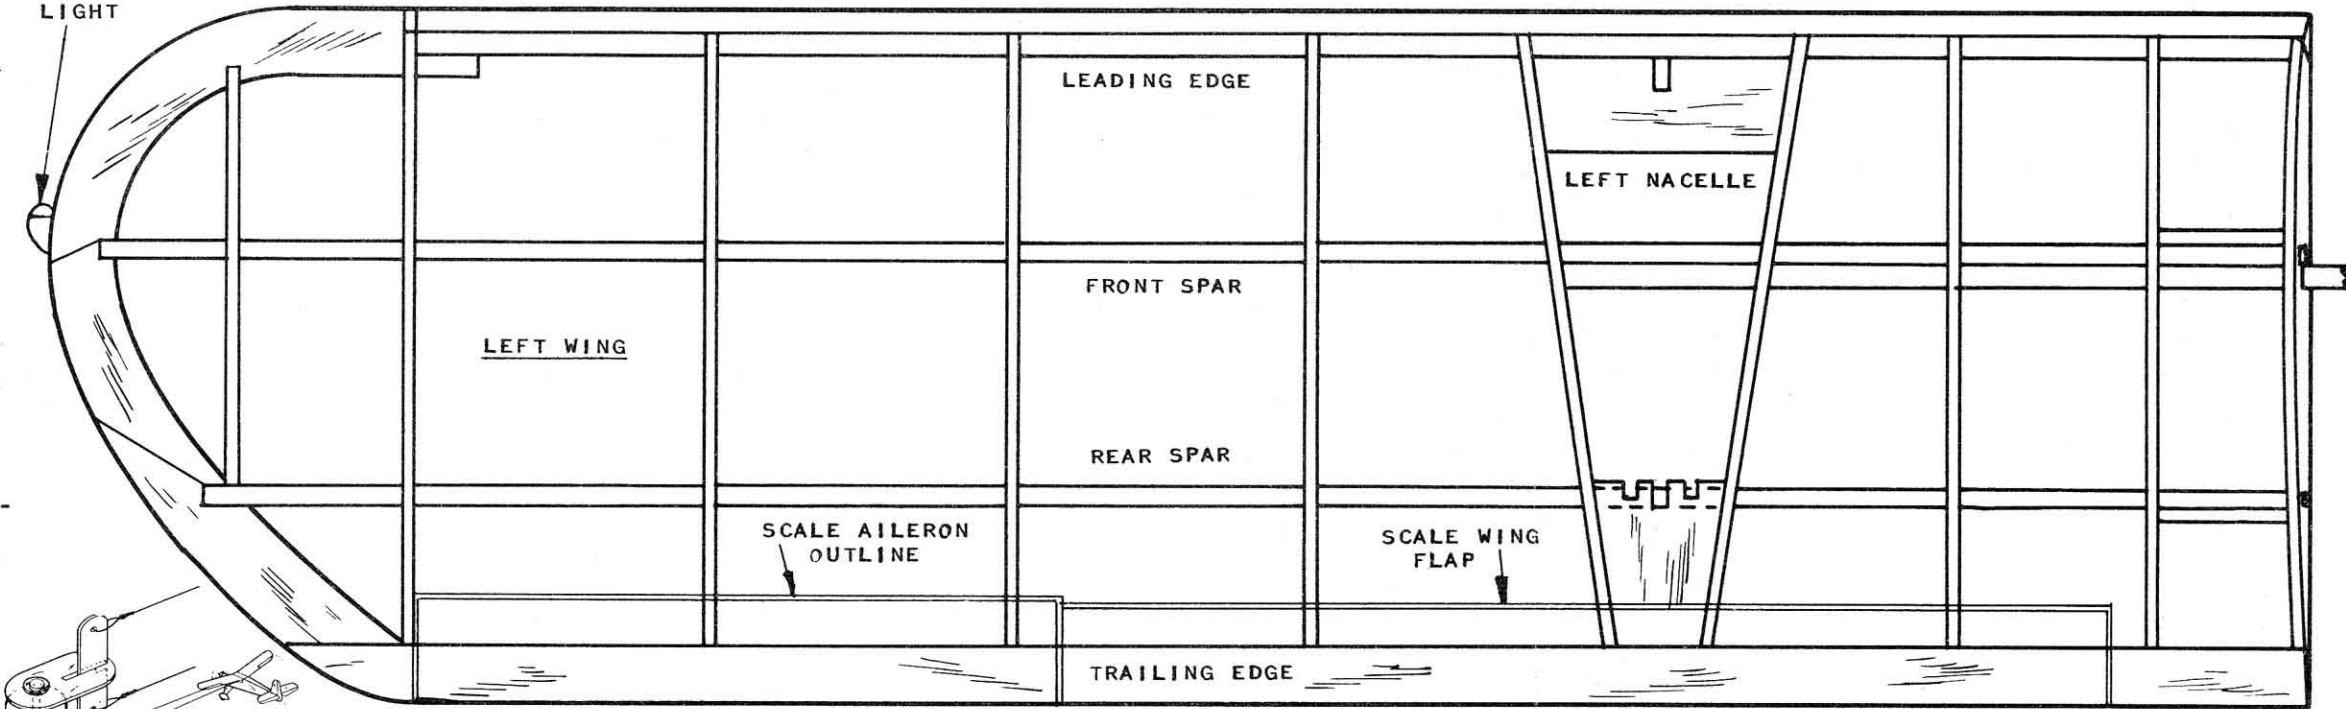 LIGHT
LEADING EDGE
LEFT NACELLE
FRONT SPAR
LEFT WING
REAR SPAR
SCALE AILERON
OUTLINE
SCALE WING
FLAP
TRAILING EDGE